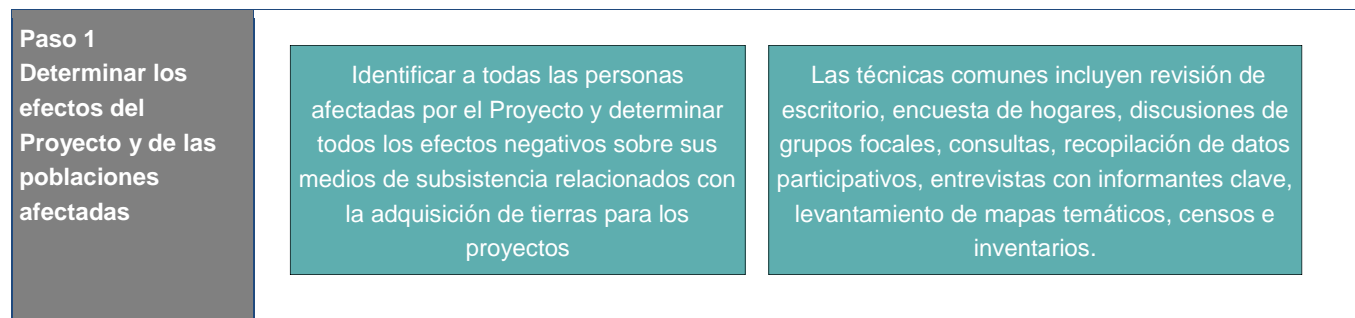 Paso 1
Determinar los
efectos del
Proyecto y de las
poblaciones
afectadas
Identificar a todas las personas
afectadas por el Proyecto y determinar
todos los efectos negativos sobre sus
medios de subsistencia relacionados con
la adquisición de tierras para los
proyectos
Las técnicas comunes incluyen revisión de
escritorio, encuesta de hogares, discusiones de
grupos focales, consultas, recopilación de datos
participativos, entrevistas con informantes clave,
levantamiento de mapas temáticos, censos e
inventarios.